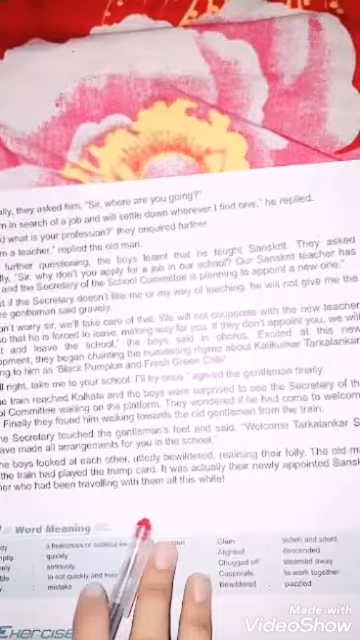 ally, they asked him, "Sir, where are you going?"
in search of a job and will settle down wherever I find one," he replied.
what is your profession?" they enquired further
a teacher," replied the old man.
further questioning, the boys learnt that he taught Sanskrit. They asked
"Sir, why don't you apply for a job in our school? Our Sanskrit teacher has
and the Secretary of the School Committee is planning to appoint a new one."
if the Secretary doesn't like me or my way of teaching, he will not give me the
gentleman said gravely.
n't worry sir, we'll take care of that. We will not cooperate with the new teacher
so that he is forced to leave, making way for you. If they don't appoint you, we will
and leave the school," the boys said in chorus. Excited at this new
opment, they began chanting the humiliating rhyme about Kalikumar Tarkalankar
ng to him as 'Black Pumpkin and Fresh Green Chilli'
right, take me to your school. I'll try once," agreed the gentleman finally.
train reached Kolkata and the boys were surprised to see the Secretary of the
ol Committee waiting on the platform. They wondered if he had come to welcome
Finally they found him walking towards the old gentleman from the train.
e Secretary touched the gentleman's feet and said, "Welcome Tarkalankar S
ave made all arrangements for you in the school."
e boys looked at each other, utterly bewildered, realising their folly. The old m
the train had played the trump card. It was actually their newly appointed Sansk
her who had been travelling with them all this while!
Word Meaning
quickly
seriously
to eat quickly and
: mistake
Glum : sullen and silent
Alighted : descended
Chugged off : steamed away
Cooperate : to work together
Bewildered : puzzled
Exercise
Made with
VideoShow